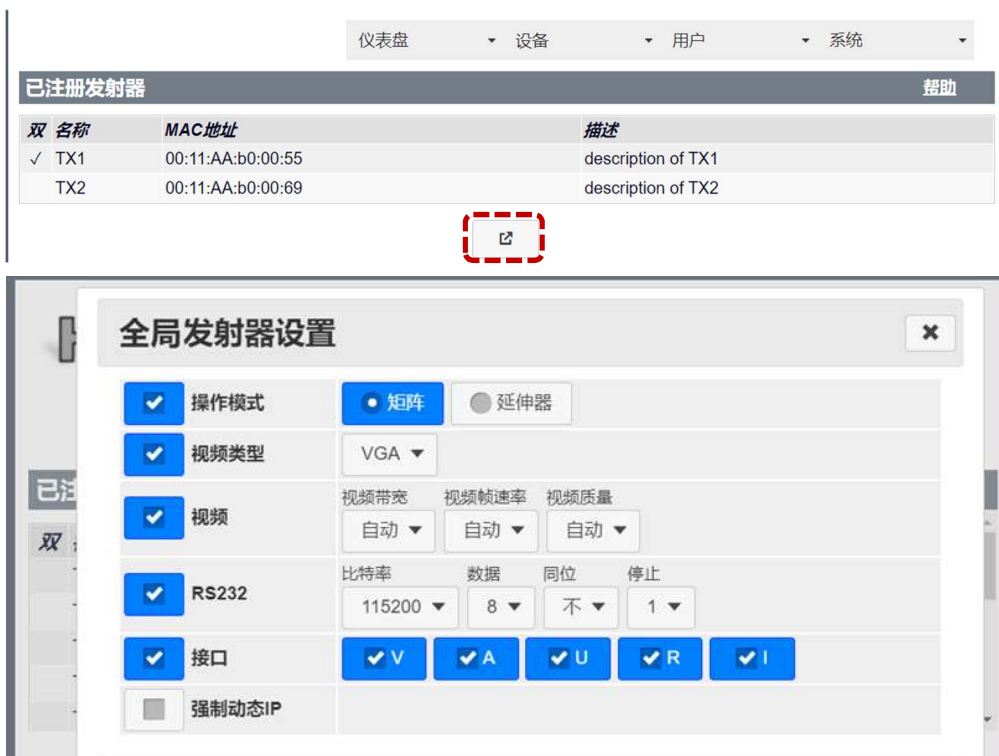 仪表盘 设备 用户 系统
已注册发射器 帮助
双 名称 MAC地址 描述
✓ TX1 00:11:AA:b0:00:55 description of TX1
TX2 00:11:AA:b0:00:69 description of TX2
全局发射器设置
操作模式 矩阵 延伸器
视频类型 VGA
视频带宽 视频帧速率 视频质量
视频 自动 自动 自动
已注
双
比特率 数据 同位 停止
RS232 115200 8 不 1
接口 V A U R I
强制动态IP